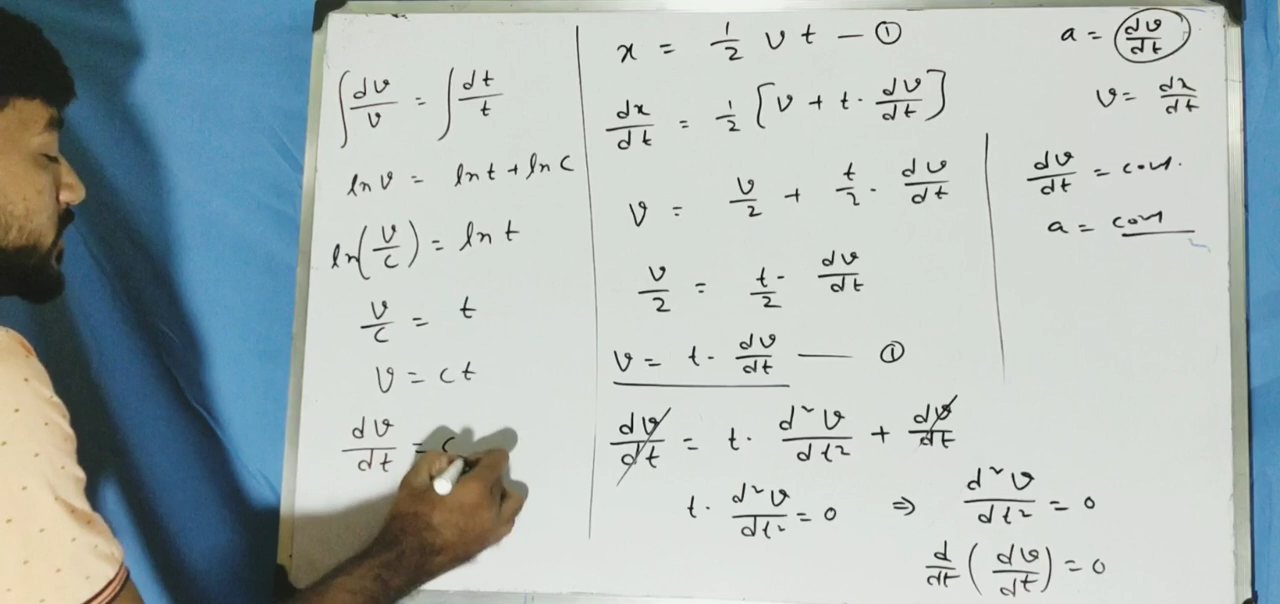 ∫ dv/v = ∫ dt/t
ln v = ln t + ln c
ln(v/c) = ln t
v/c = t
v = ct
dv/dt = c
x = 1/2 v t — ①
dx/dt = 1/2 [v + t · dv/dt]
v = v/2 + t/2 · dv/dt
v/2 = t/2 · dv/dt
v = t · dv/dt — ①
dv/dt = t · d²v/dt² + dv/dt
t · d²v/dt² = 0 ⇒ d²v/dt² = 0
d/dt (dv/dt) = 0
a = dv/dt
v = dx/dt
dv/dt = const.
a = const